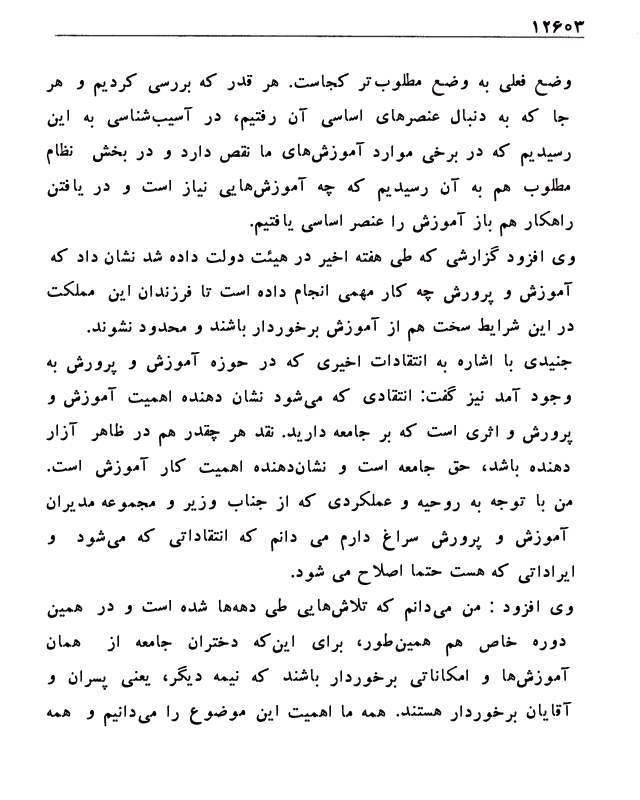 ۱۲۶۰۳
وضع فعلی به وضع مطلوب‌تر کجاست. هر قدر که بررسی کردیم و هر
جا که به دنبال عنصرهای اساسی آن رفتیم، در آسیب‌شناسی به این
رسیدیم که در برخی موارد آموزش‌های ما نقص دارد و در بخش نظام
مطلوب هم به آن رسیدیم که چه آموزش‌هایی نیاز است و در یافتن
راهکار هم باز آموزش را عنصر اساسی یافتیم.
وی افزود گزارشی که طی هفته اخیر در هیئت دولت داده شد نشان داد که
آموزش و پرورش چه کار مهمی انجام داده است تا فرزندان این مملکت
در این شرایط سخت هم از آموزش برخوردار باشند و محدود نشوند.
جنیدی با اشاره به انتقادات اخیری که در حوزه آموزش و پرورش به
وجود آمد نیز گفت: انتقادی که می‌شود نشان دهنده اهمیت آموزش و
پرورش و اثری است که بر جامعه دارید. نقد هر چقدر هم در ظاهر آزار
دهنده باشد، حق جامعه است و نشان‌دهنده اهمیت کار آموزش است.
من با توجه به روحیه و عملکردی که از جناب وزیر و مجموعه مدیران
آموزش و پرورش سراغ دارم می دانم که انتقاداتی که می‌شود و
ایراداتی که هست حتما اصلاح می شود.
وی افزود : من می‌دانم که تلاش‌هایی طی دهه‌ها شده است و در همین
دوره خاص هم همین‌طور، برای این‌که دختران جامعه از همان
آموزش‌ها و امکاناتی برخوردار باشند که نیمه دیگر، یعنی پسران و
آقایان برخوردار هستند. همه ما اهمیت این موضوع را می‌دانیم و همه